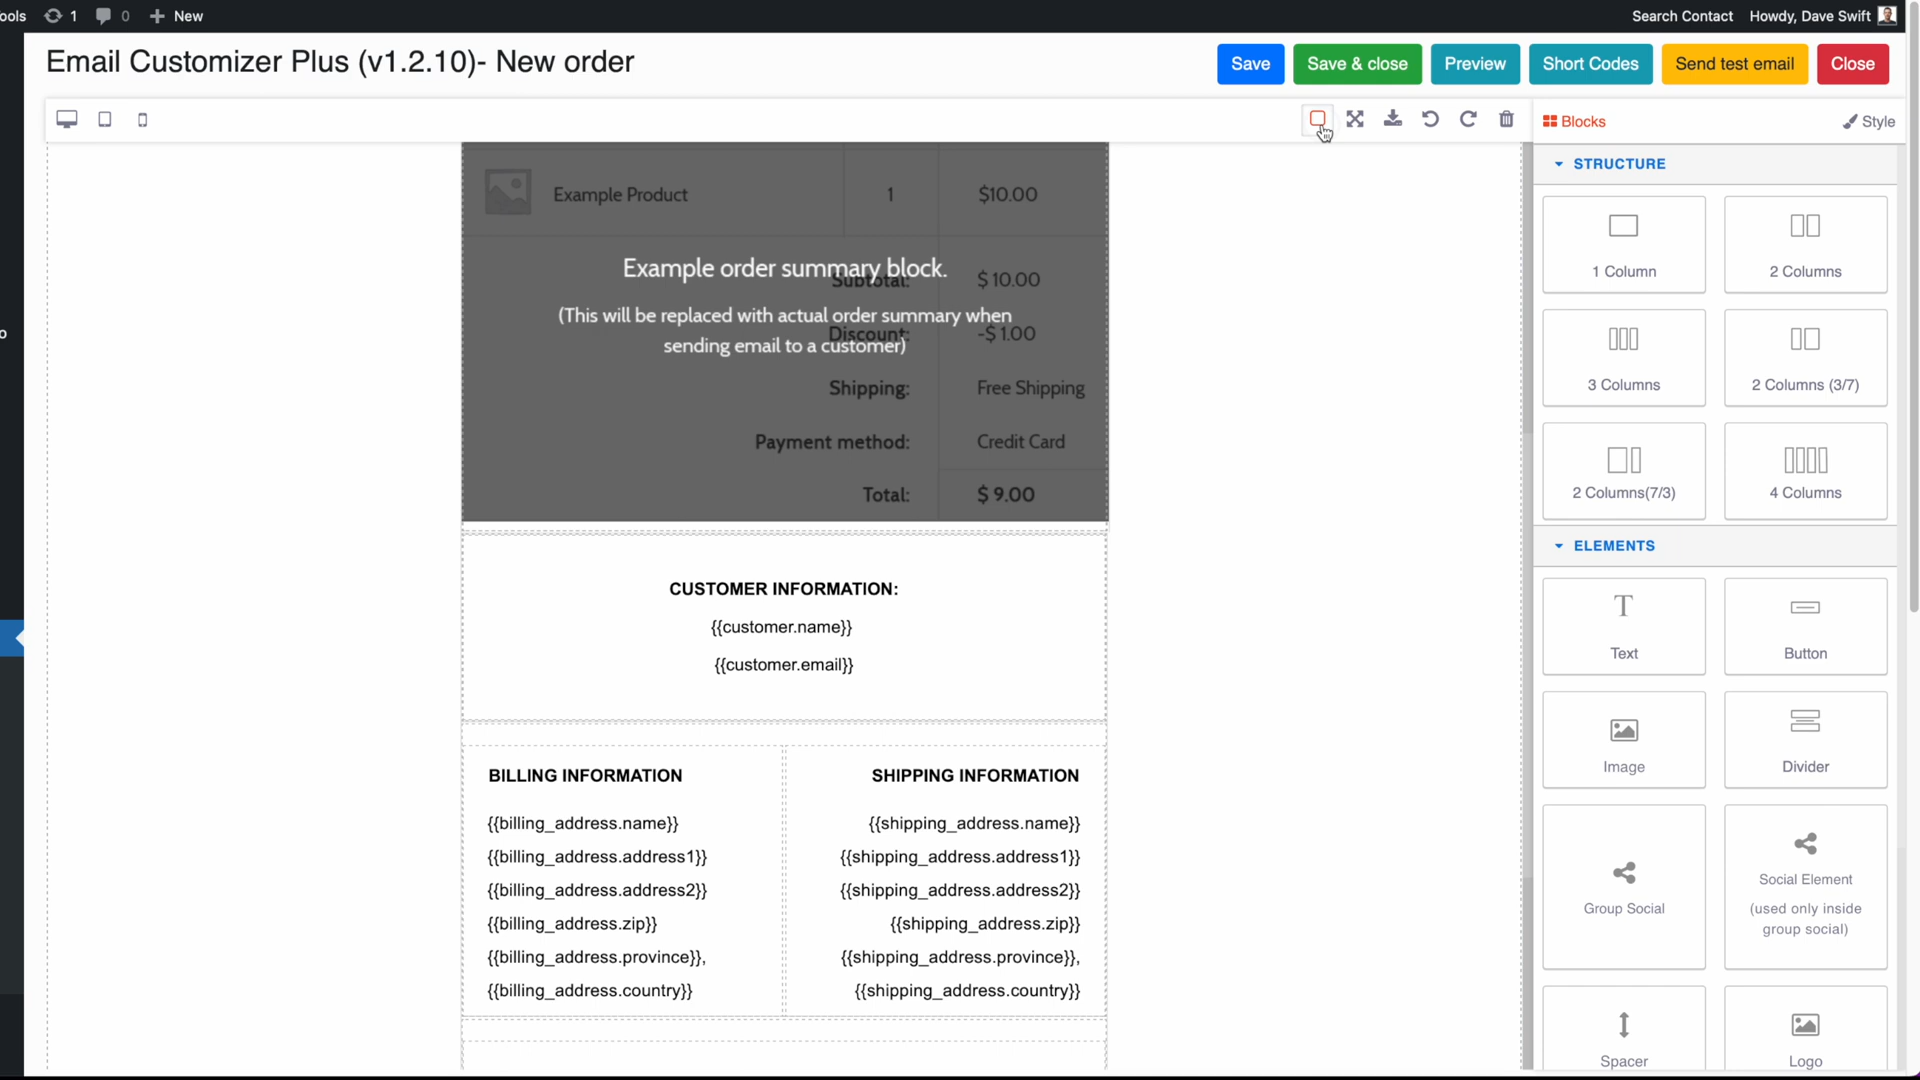 ools 1 0 New Search Contact Howdy, Dave Swift
Email Customizer Plus (v1.2.10)- New order Save Save & close Preview Short Codes Send test email Close
Blocks Style
STRUCTURE
1 Column 2 Columns
3 Columns 2 Columns (3/7)
2 Columns(7/3) 4 Columns
ELEMENTS
Text Button
Image Divider
Group Social Social Element
(used only inside
group social)
Spacer Logo
o
Example Product 1 $10.00
Example order summary block.
Subtotal: $ 10.00
(This will be replaced with actual order summary when
Discount: -$ 1.00
sending email to a customer)
Shipping: Free Shipping
Payment method: Credit Card
Total: $ 9.00
CUSTOMER INFORMATION:
{{customer.name}}
{{customer.email}}
BILLING INFORMATION
{{billing_address.name}}
{{billing_address.address1}}
{{billing_address.address2}}
{{billing_address.zip}}
{{billing_address.province}},
{{billing_address.country}}
SHIPPING INFORMATION
{{shipping_address.name}}
{{shipping_address.address1}}
{{shipping_address.address2}}
{{shipping_address.zip}}
{{shipping_address.province}},
{{shipping_address.country}}